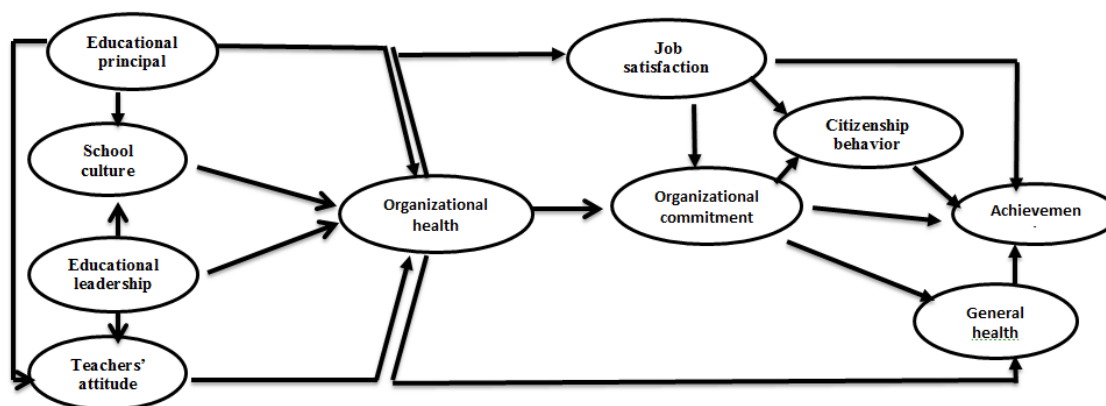 Educational
principal
School
culture
Educational
leadership
Teachers'
attitude
Organizational
health
Job
satisfaction
Organizational
commitment
Citizenship
behavior
Achievemen
.
General
health